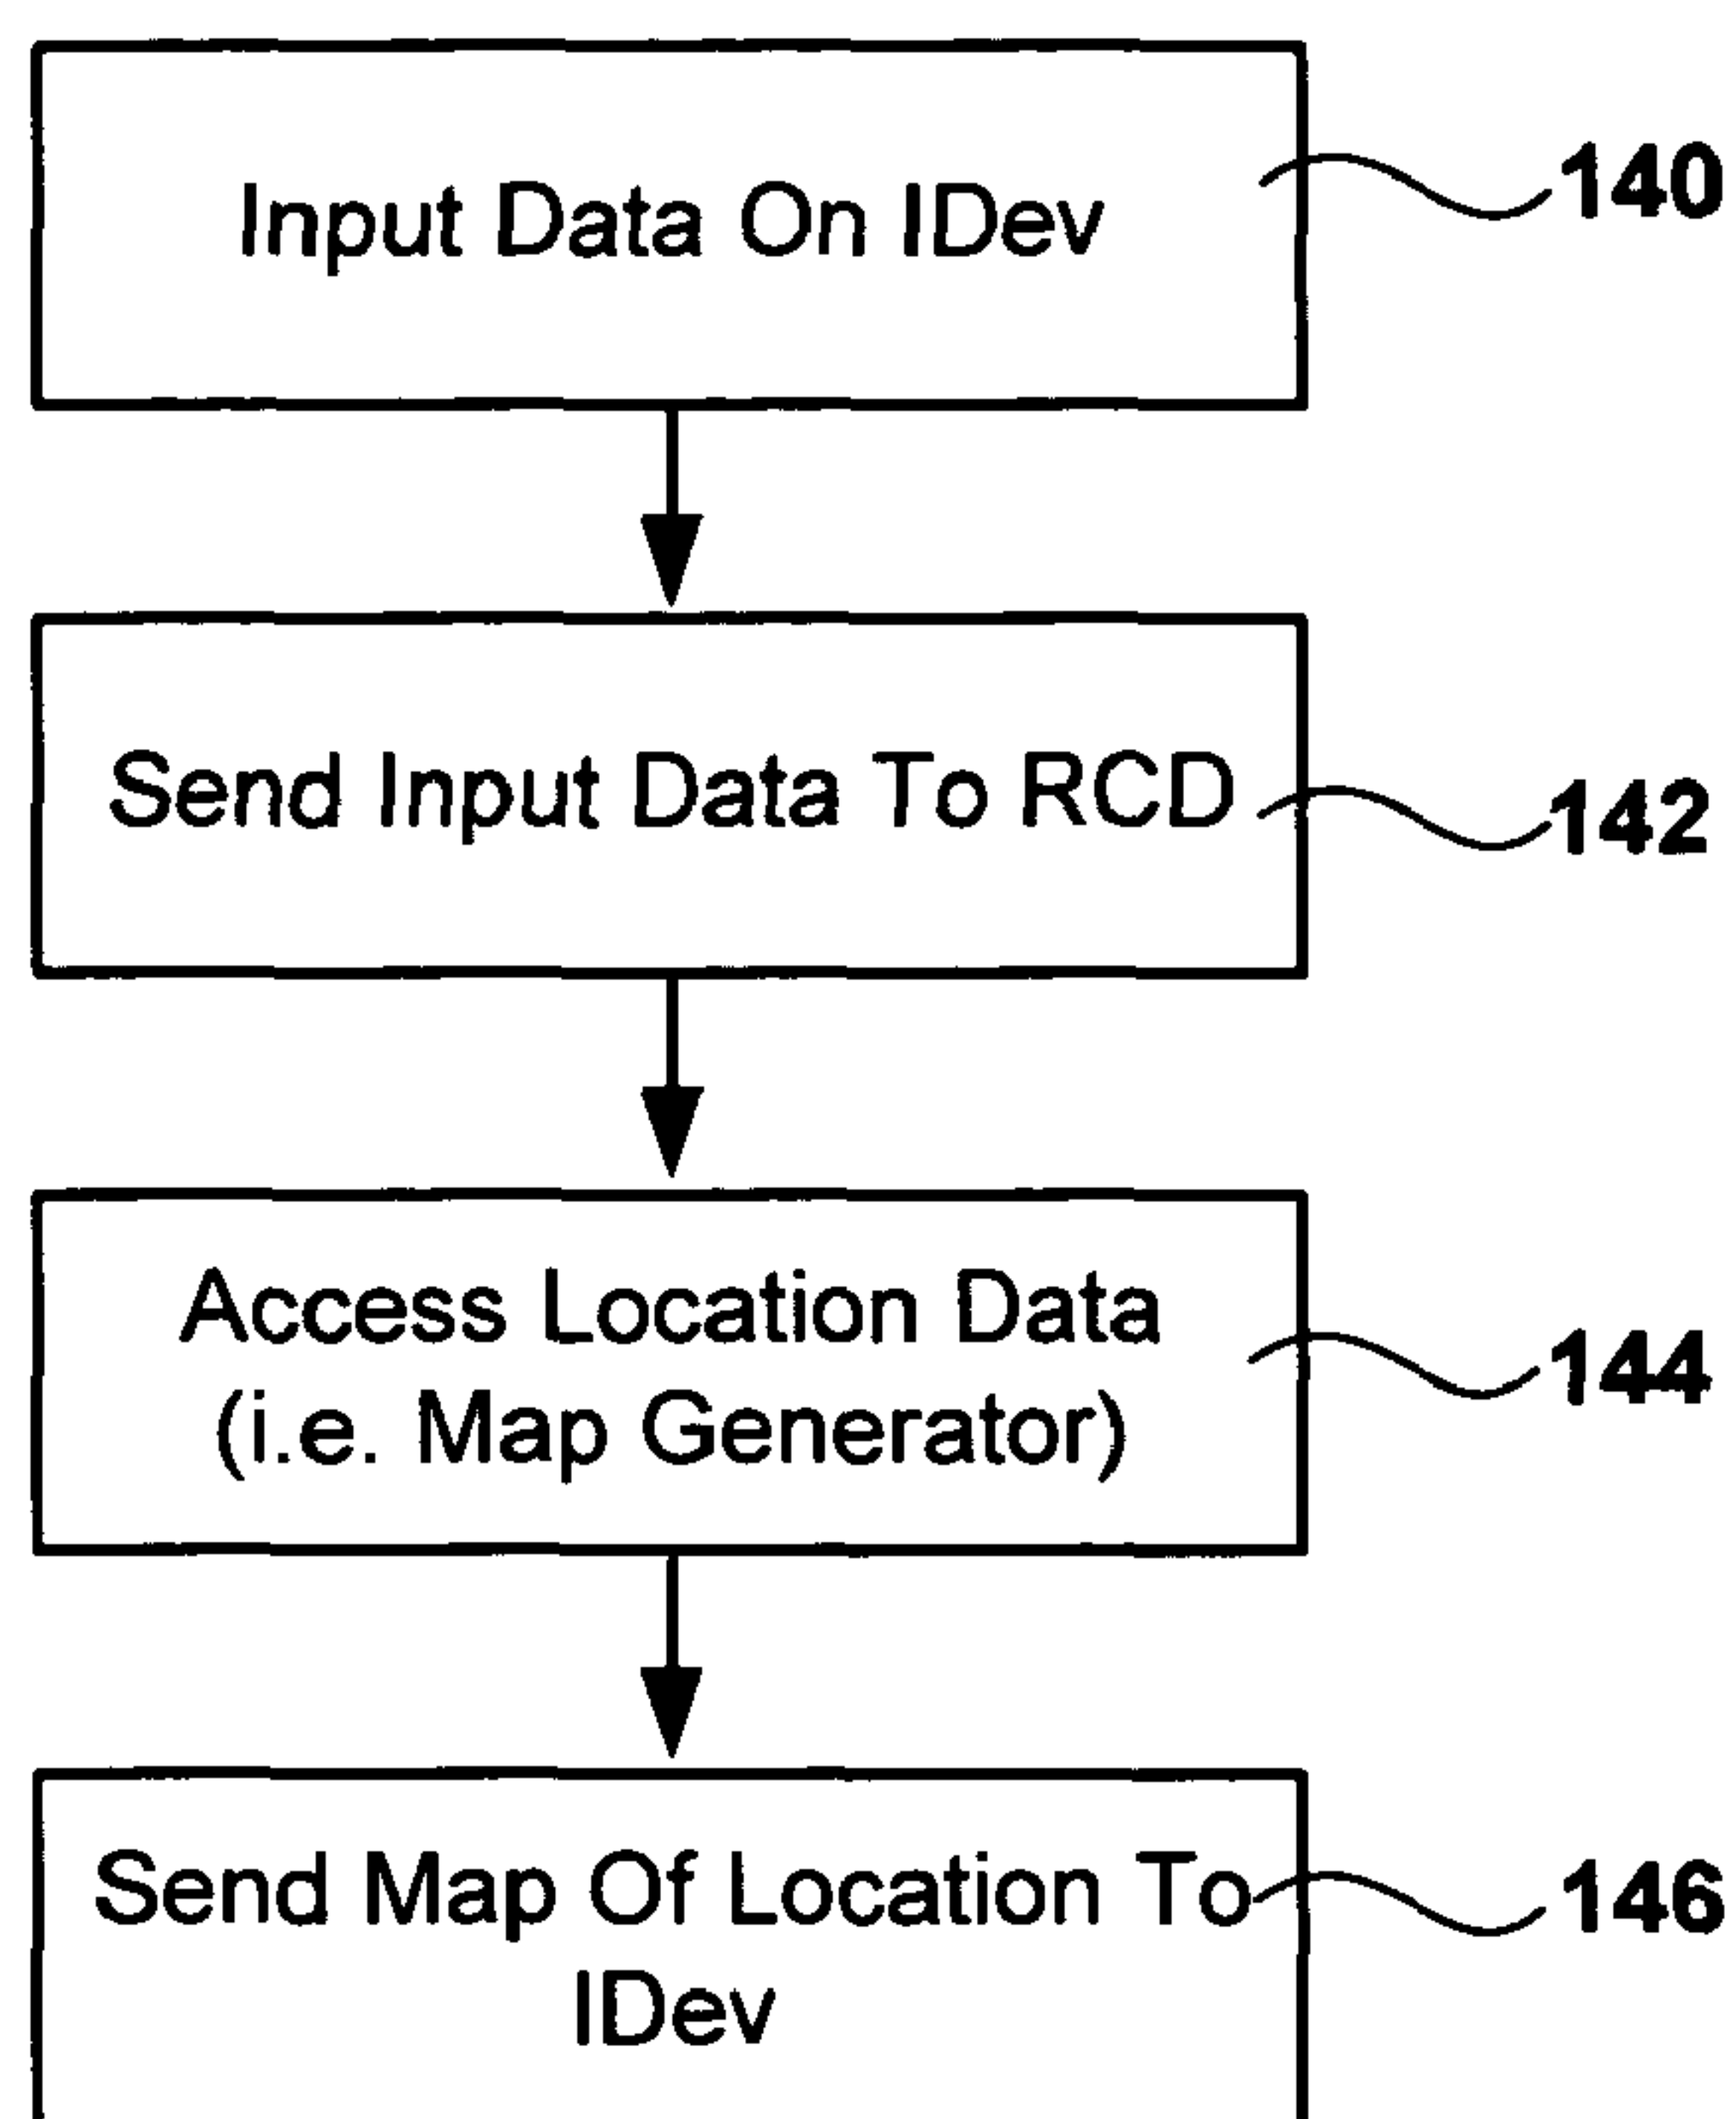 Input Data On IDev
140
Send Input Data To RCD
142
Access Location Data
(i.e. Map Generator)
144
Send Map Of Location To
IDev
146